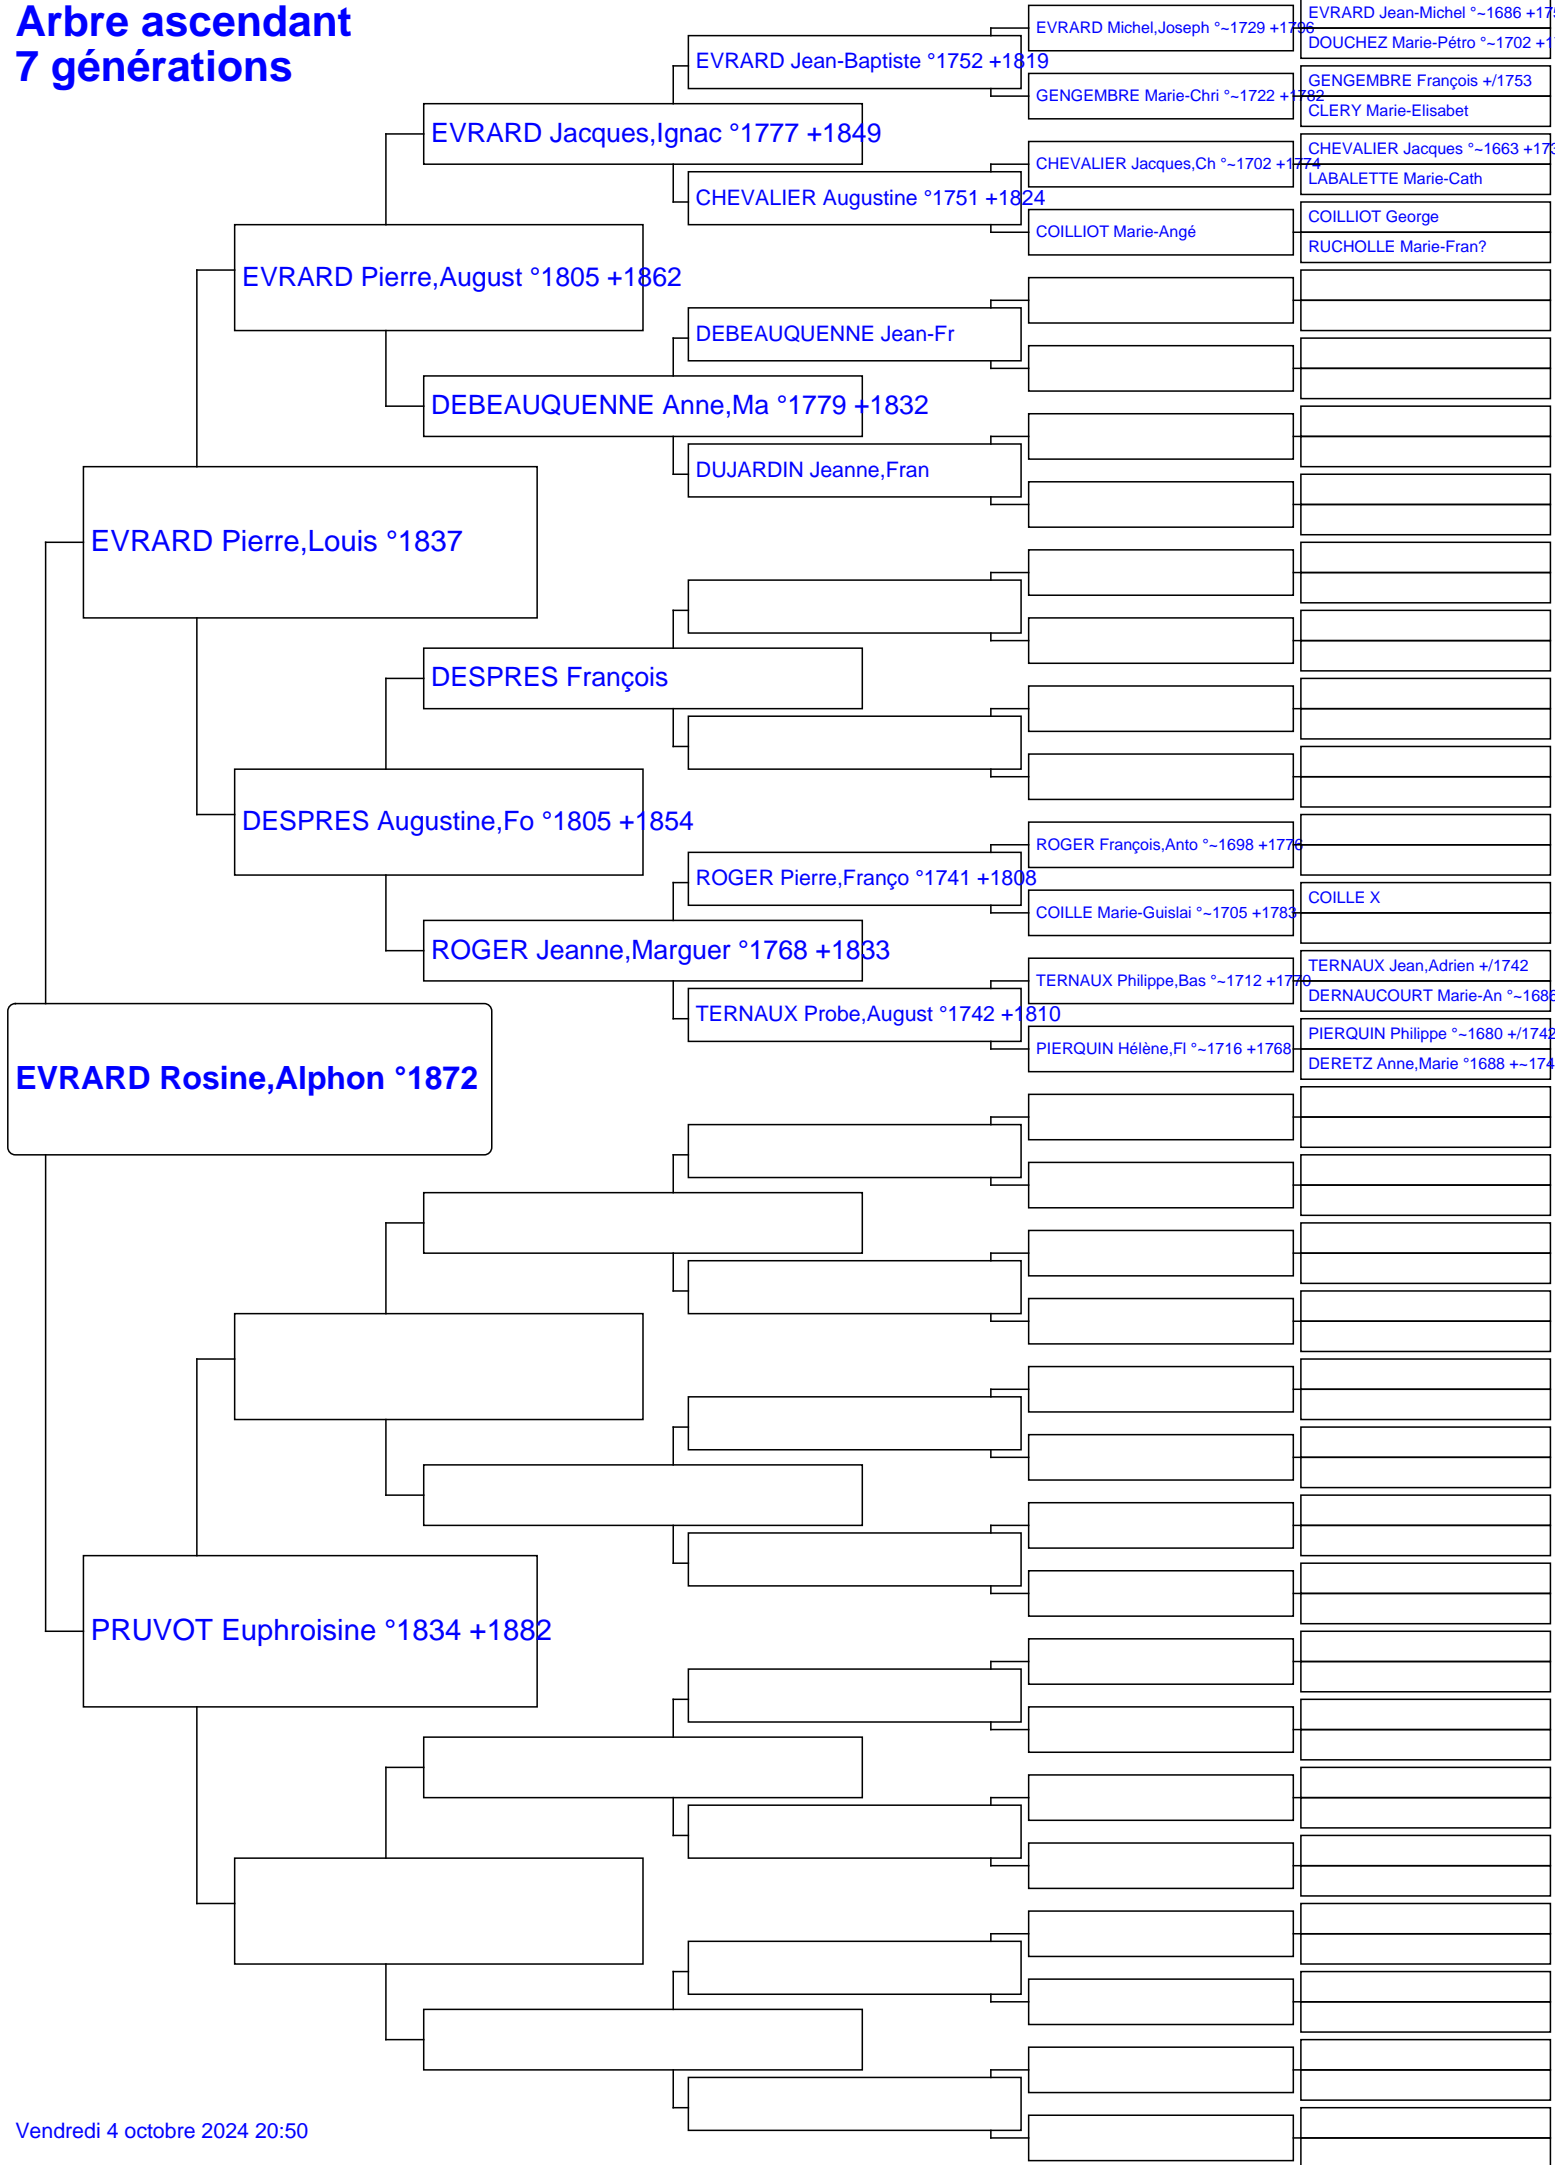 Arbre ascendant
7 générations
EVRARD Rosine,Alphon °1872
EVRARD Pierre,Louis °1837
PRUVOT Euphroisine °1834 +1882
EVRARD Pierre,August °1805 +1862
DESPRES Augustine,Fo °1805 +1854
EVRARD Jacques,Ignac °1777 +1849
DEBEAUQUENNE Anne,Ma °1779 +1832
DESPRES François
ROGER Jeanne,Marguer °1768 +1833
EVRARD Jean-Baptiste °1752 +1819
CHEVALIER Augustine °1751 +1824
DEBEAUQUENNE Jean-Fr
DUJARDIN Jeanne,Fran
ROGER Pierre,Franço °1741 +1808
TERNAUX Probe,August °1742 +1810
EVRARD Michel,Joseph °~1729 +1796
GENGEMBRE Marie-Chri °~1722 +1782
CHEVALIER Jacques,Ch °~1702 +1774
COILLIOT Marie-Angé
ROGER François,Anto °~1698 +1776
COILLE Marie-Guislai °~1705 +1783
TERNAUX Philippe,Bas °~1712 +1770
PIERQUIN Hélène,Fl °~1716 +1768
EVRARD Jean-Michel °~1686 +175
DOUCHEZ Marie-Pétro °~1702 +1
GENGEMBRE François +/1753
CLERY Marie-Elisabet
CHEVALIER Jacques °~1663 +173
LABALETTE Marie-Cath
COILLIOT George
RUCHOLLE Marie-Fran?
COILLE X
TERNAUX Jean,Adrien +/1742
DERNAUCOURT Marie-An °~1686
PIERQUIN Philippe °~1680 +/1742
DERETZ Anne,Marie °1688 +~174
Vendredi 4 octobre 2024 20:50